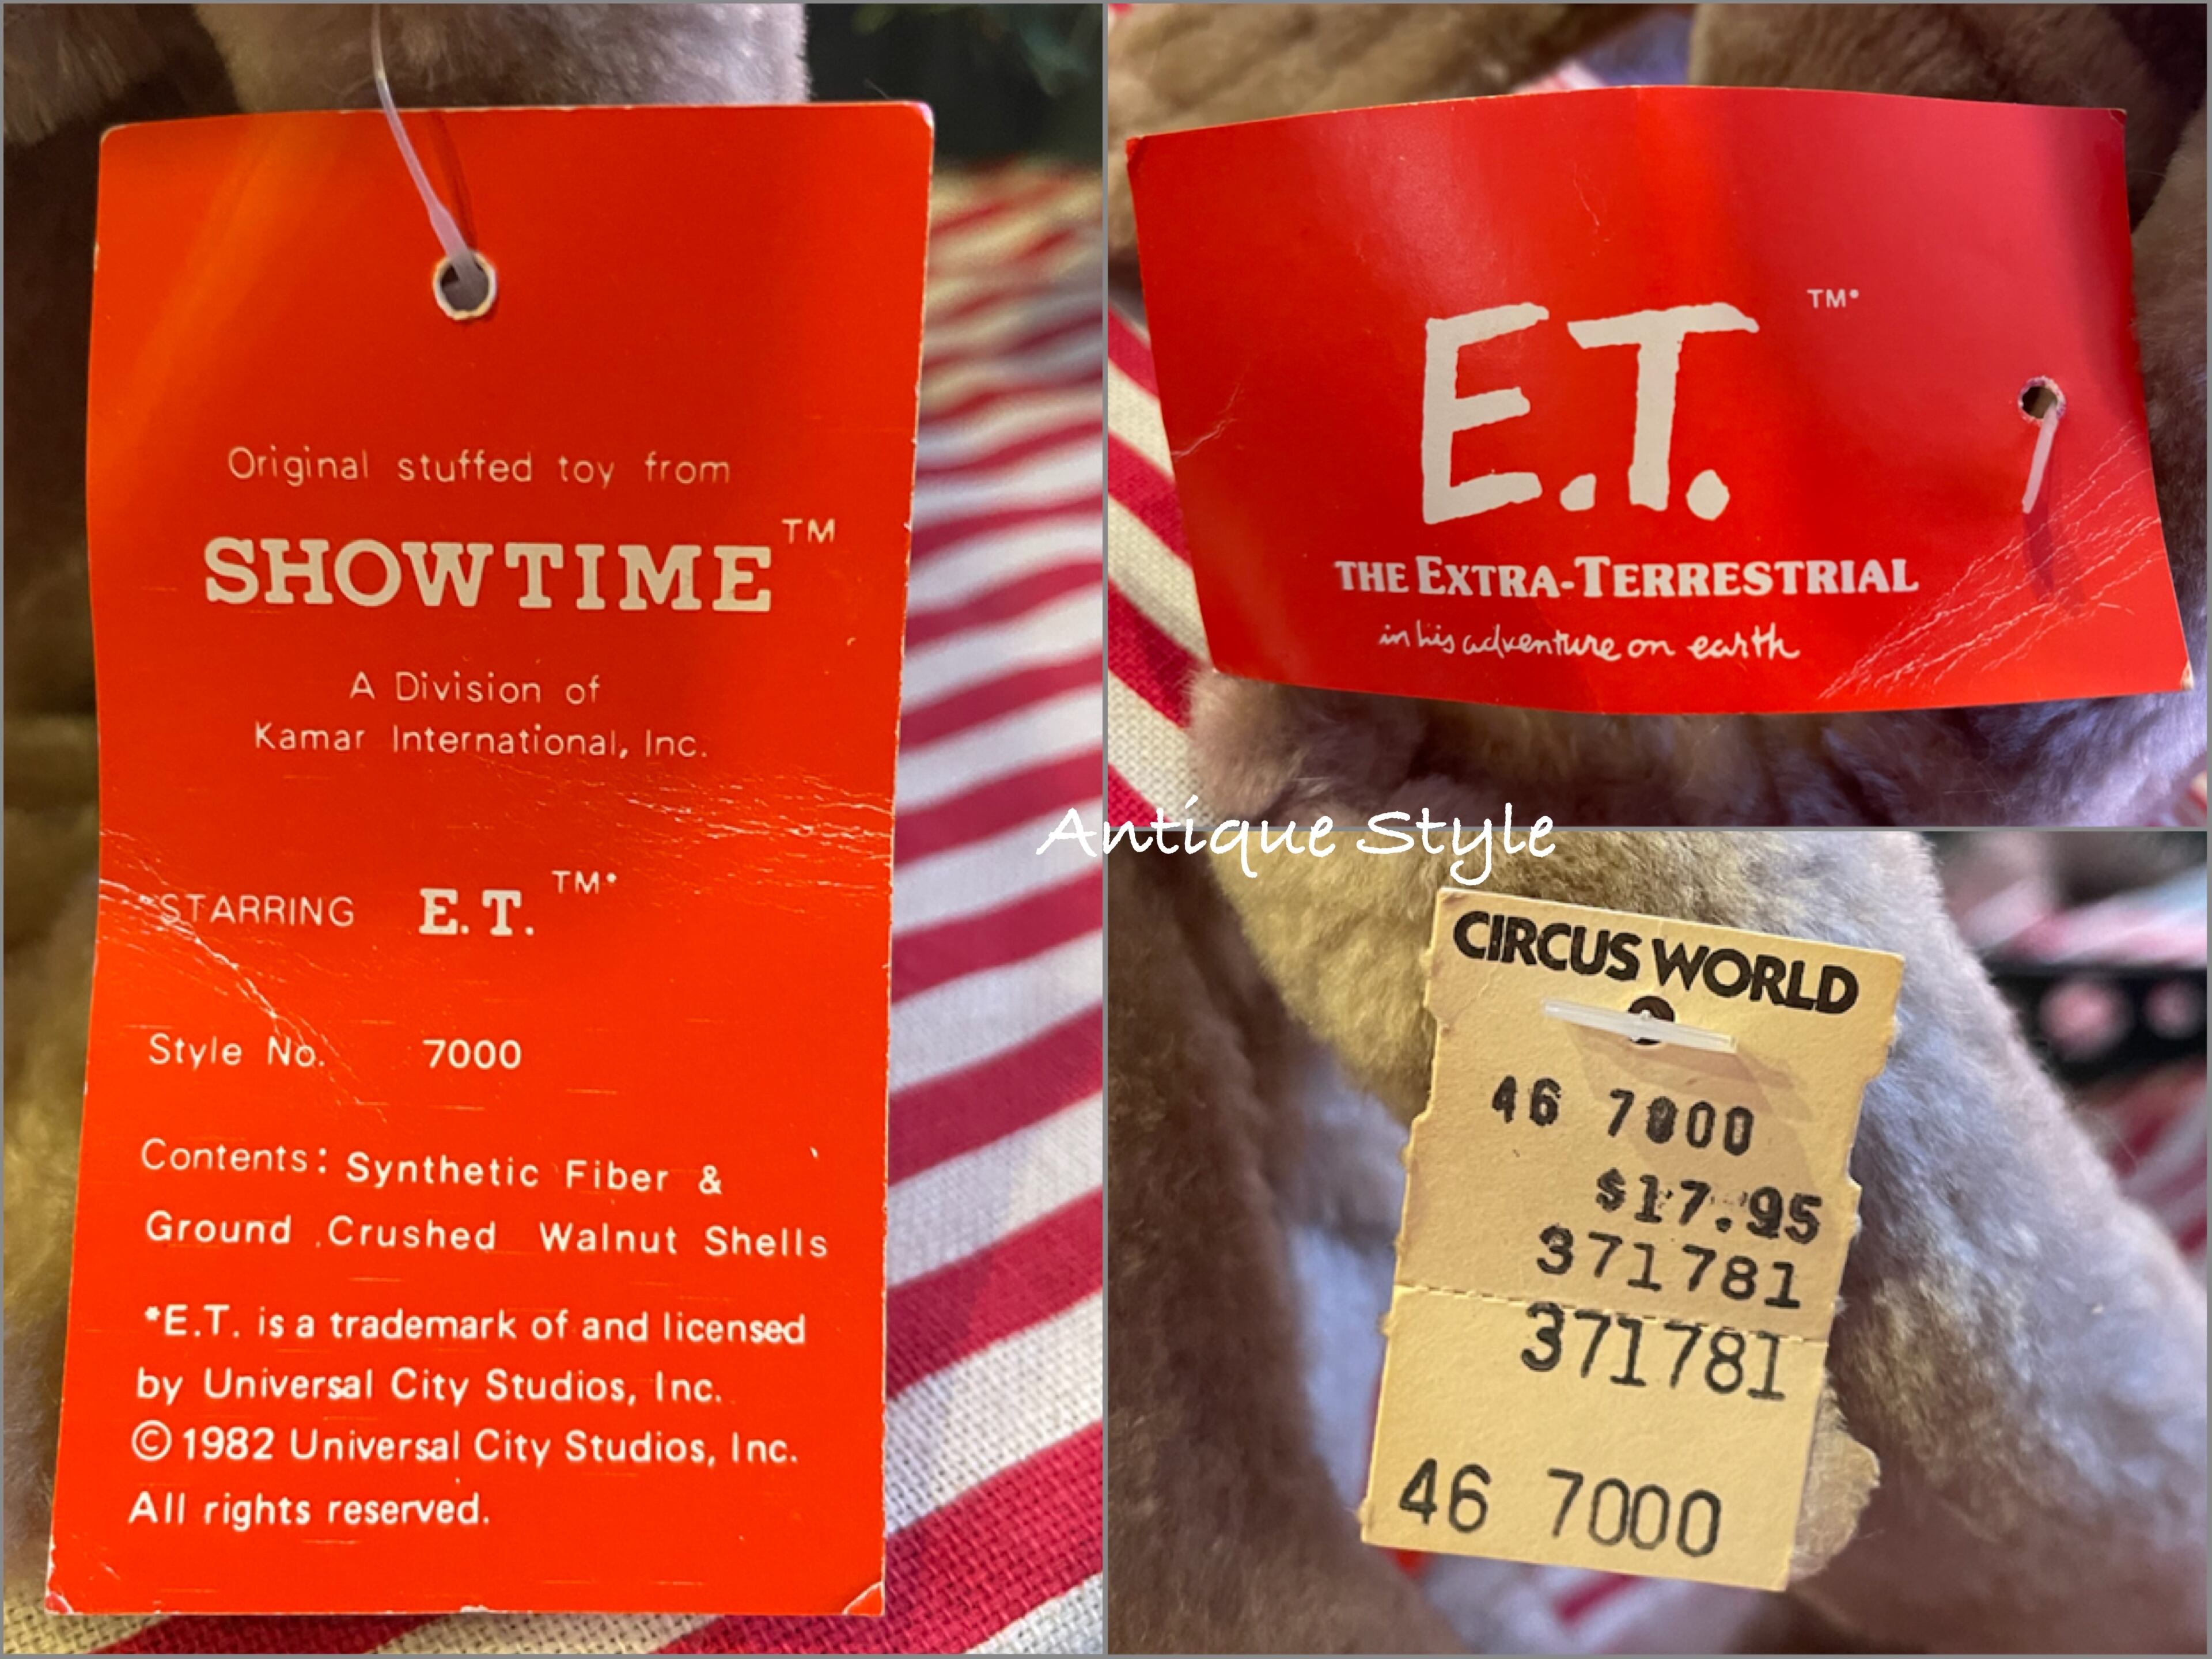 Original stuffed toy from
SHOWTIME™
A Division of
Kamar International, Inc.
*STARRING E.T.™*
Style No. 7000
Contents: Synthetic Fiber &
Ground Crushed Walnut Shells
*E.T. is a trademark of and licensed
by Universal City Studios, Inc.
©1982 Universal City Studios, Inc.
All rights reserved.
E.T.™*
THE EXTRA-TERRESTRIAL
in his adventure on earth
Antique Style
CIRCUS WORLD
46 7000
$17.95
371781
371781
46 7000